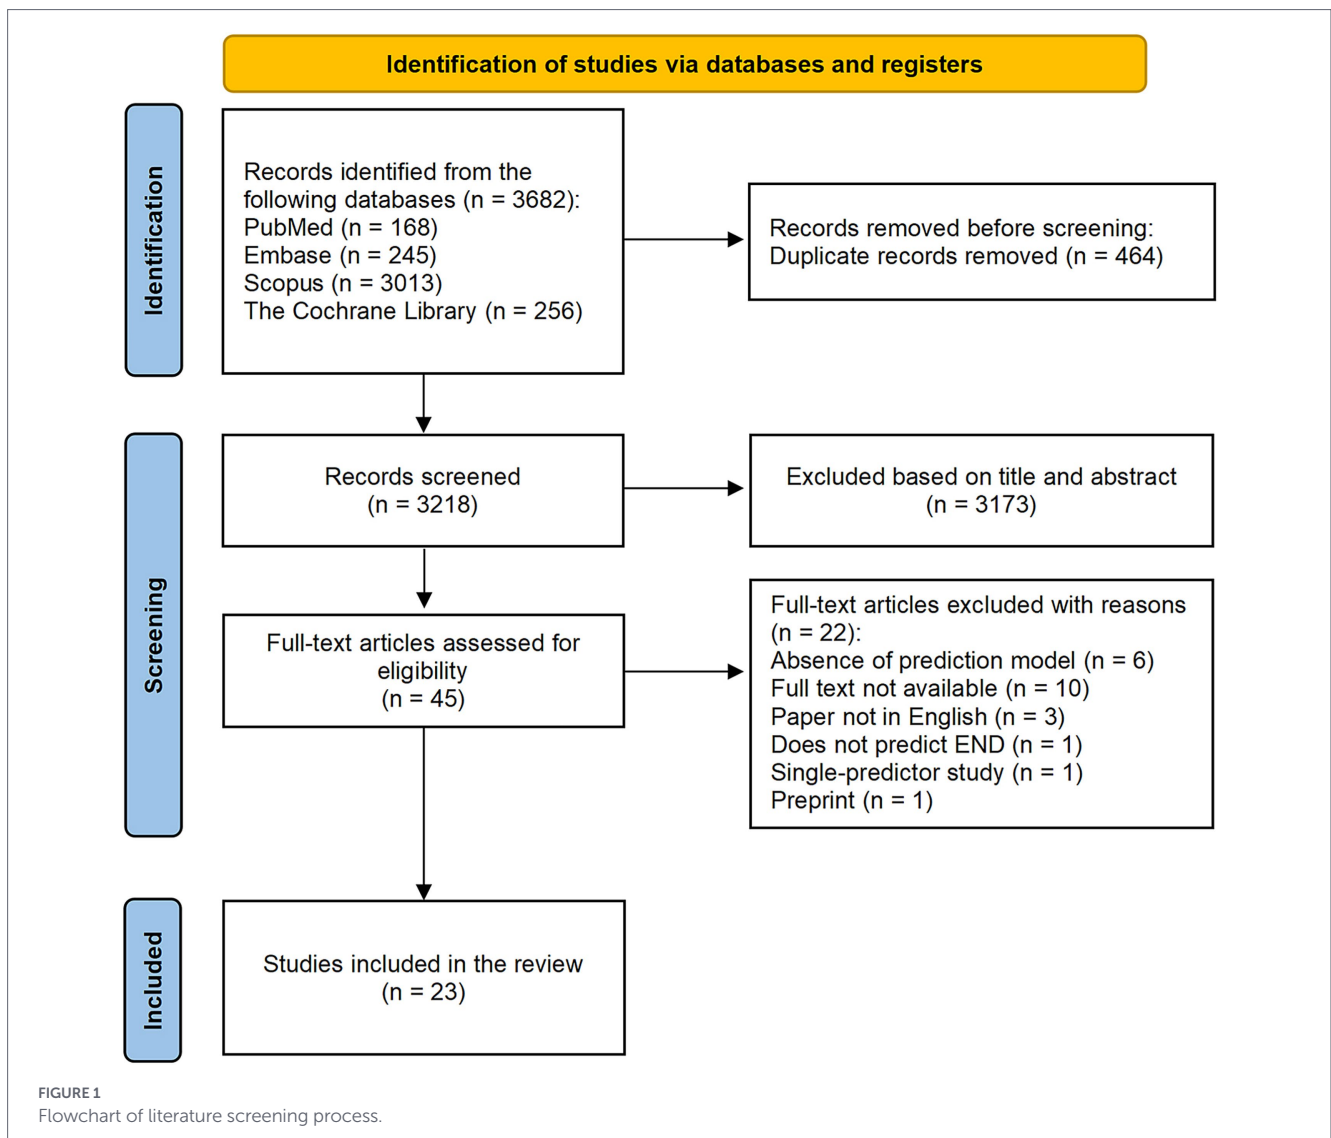 Identification of studies via databases and registers
Identification
Records identified from the
following databases (n = 3682):
PubMed (n = 168)
Embase (n = 245)
Scopus (n = 3013)
The Cochrane Library (n = 256)
Records removed before screening:
Duplicate records removed (n = 464)
Screening
Records screened
(n = 3218)
Excluded based on title and abstract
(n = 3173)
Full-text articles assessed for
eligibility
(n = 45)
Full-text articles excluded with reasons
(n = 22):
Absence of prediction model (n = 6)
Full text not available (n = 10)
Paper not in English (n = 3)
Does not predict END (n = 1)
Single-predictor study (n = 1)
Preprint (n = 1)
Included
Studies included in the review
(n = 23)
FIGURE 1
Flowchart of literature screening process.